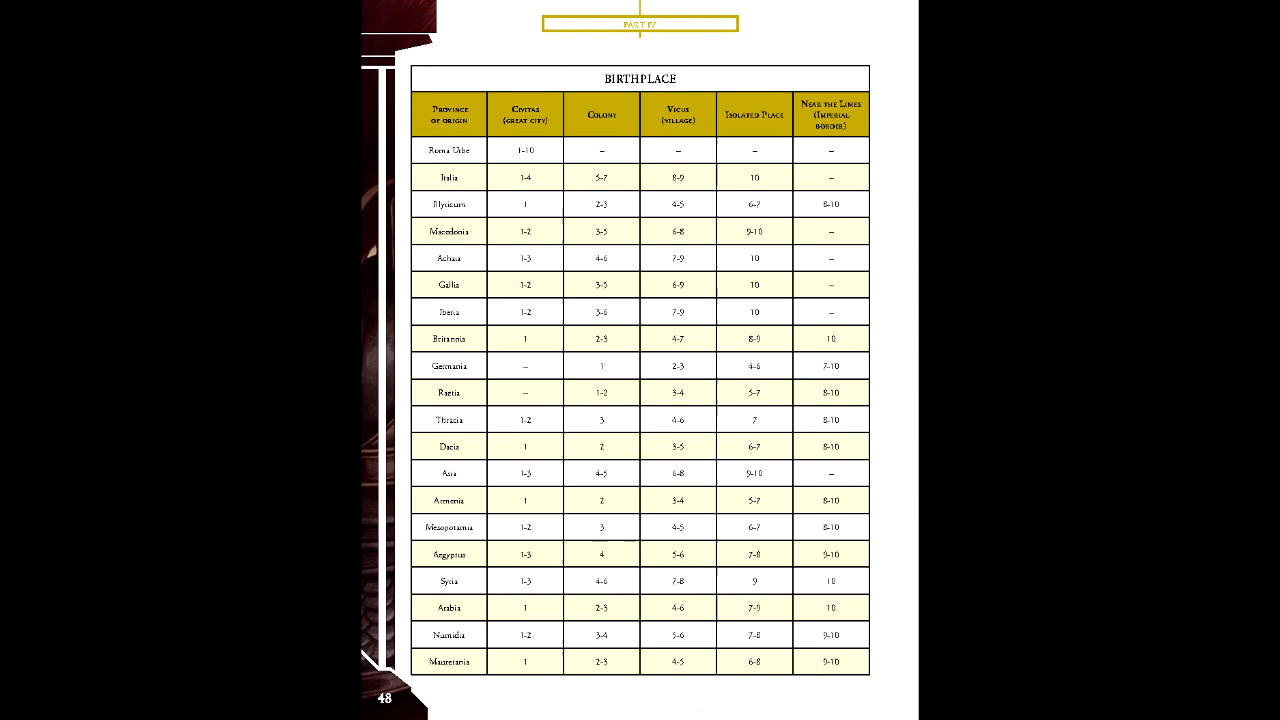 PART IV
BIRTHPLACE
PROVINCE OF ORIGIN CIVITAS (GREAT CITY) COLONY VICUS (VILLAGE) ISOLATED PLACE NEAR THE LIMES (IMPERIAL BORDER)
Roma Urbe 1-10 – – – –
Italia 1-4 5-7 8-9 10 –
Illyricum 1 2-3 4-5 6-7 8-10
Macedonia 1-2 3-5 6-8 9-10 –
Achaia 1-3 4-6 7-9 10 –
Gallia 1-2 3-5 6-9 10 –
Iberia 1-2 3-6 7-9 10 –
Britannia 1 2-3 4-7 8-9 10
Germania – 1 2-3 4-6 7-10
Raetia – 1-2 3-4 5-7 8-10
Thracia 1-2 3 4-6 7 8-10
Dacia 1 2 3-5 6-7 8-10
Asia 1-3 4-5 6-8 9-10 –
Armenia 1 2 3-4 5-7 8-10
Mesopotamia 1-2 3 4-5 6-7 8-10
Aegyptus 1-3 4 5-6 7-8 9-10
Syria 1-3 4-6 7-8 9 10
Arabia 1 2-3 4-6 7-9 10
Numidia 1-2 3-4 5-6 7-8 9-10
Mauretania 1 2-3 4-5 6-8 9-10
48